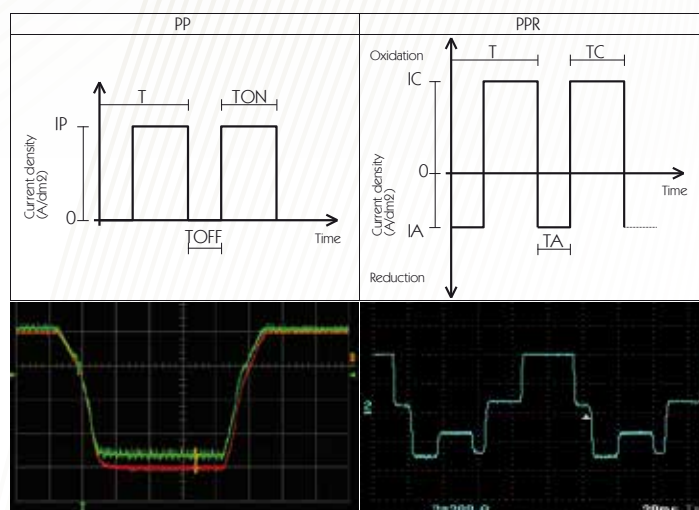 PP
PPR
T
TON
IP
0
TOFF
Time
Current density
(A/dm2)
Oxidation
T
TC
IC
0
Time
IA
TA
Current density
(A/dm2)
Reduction
2